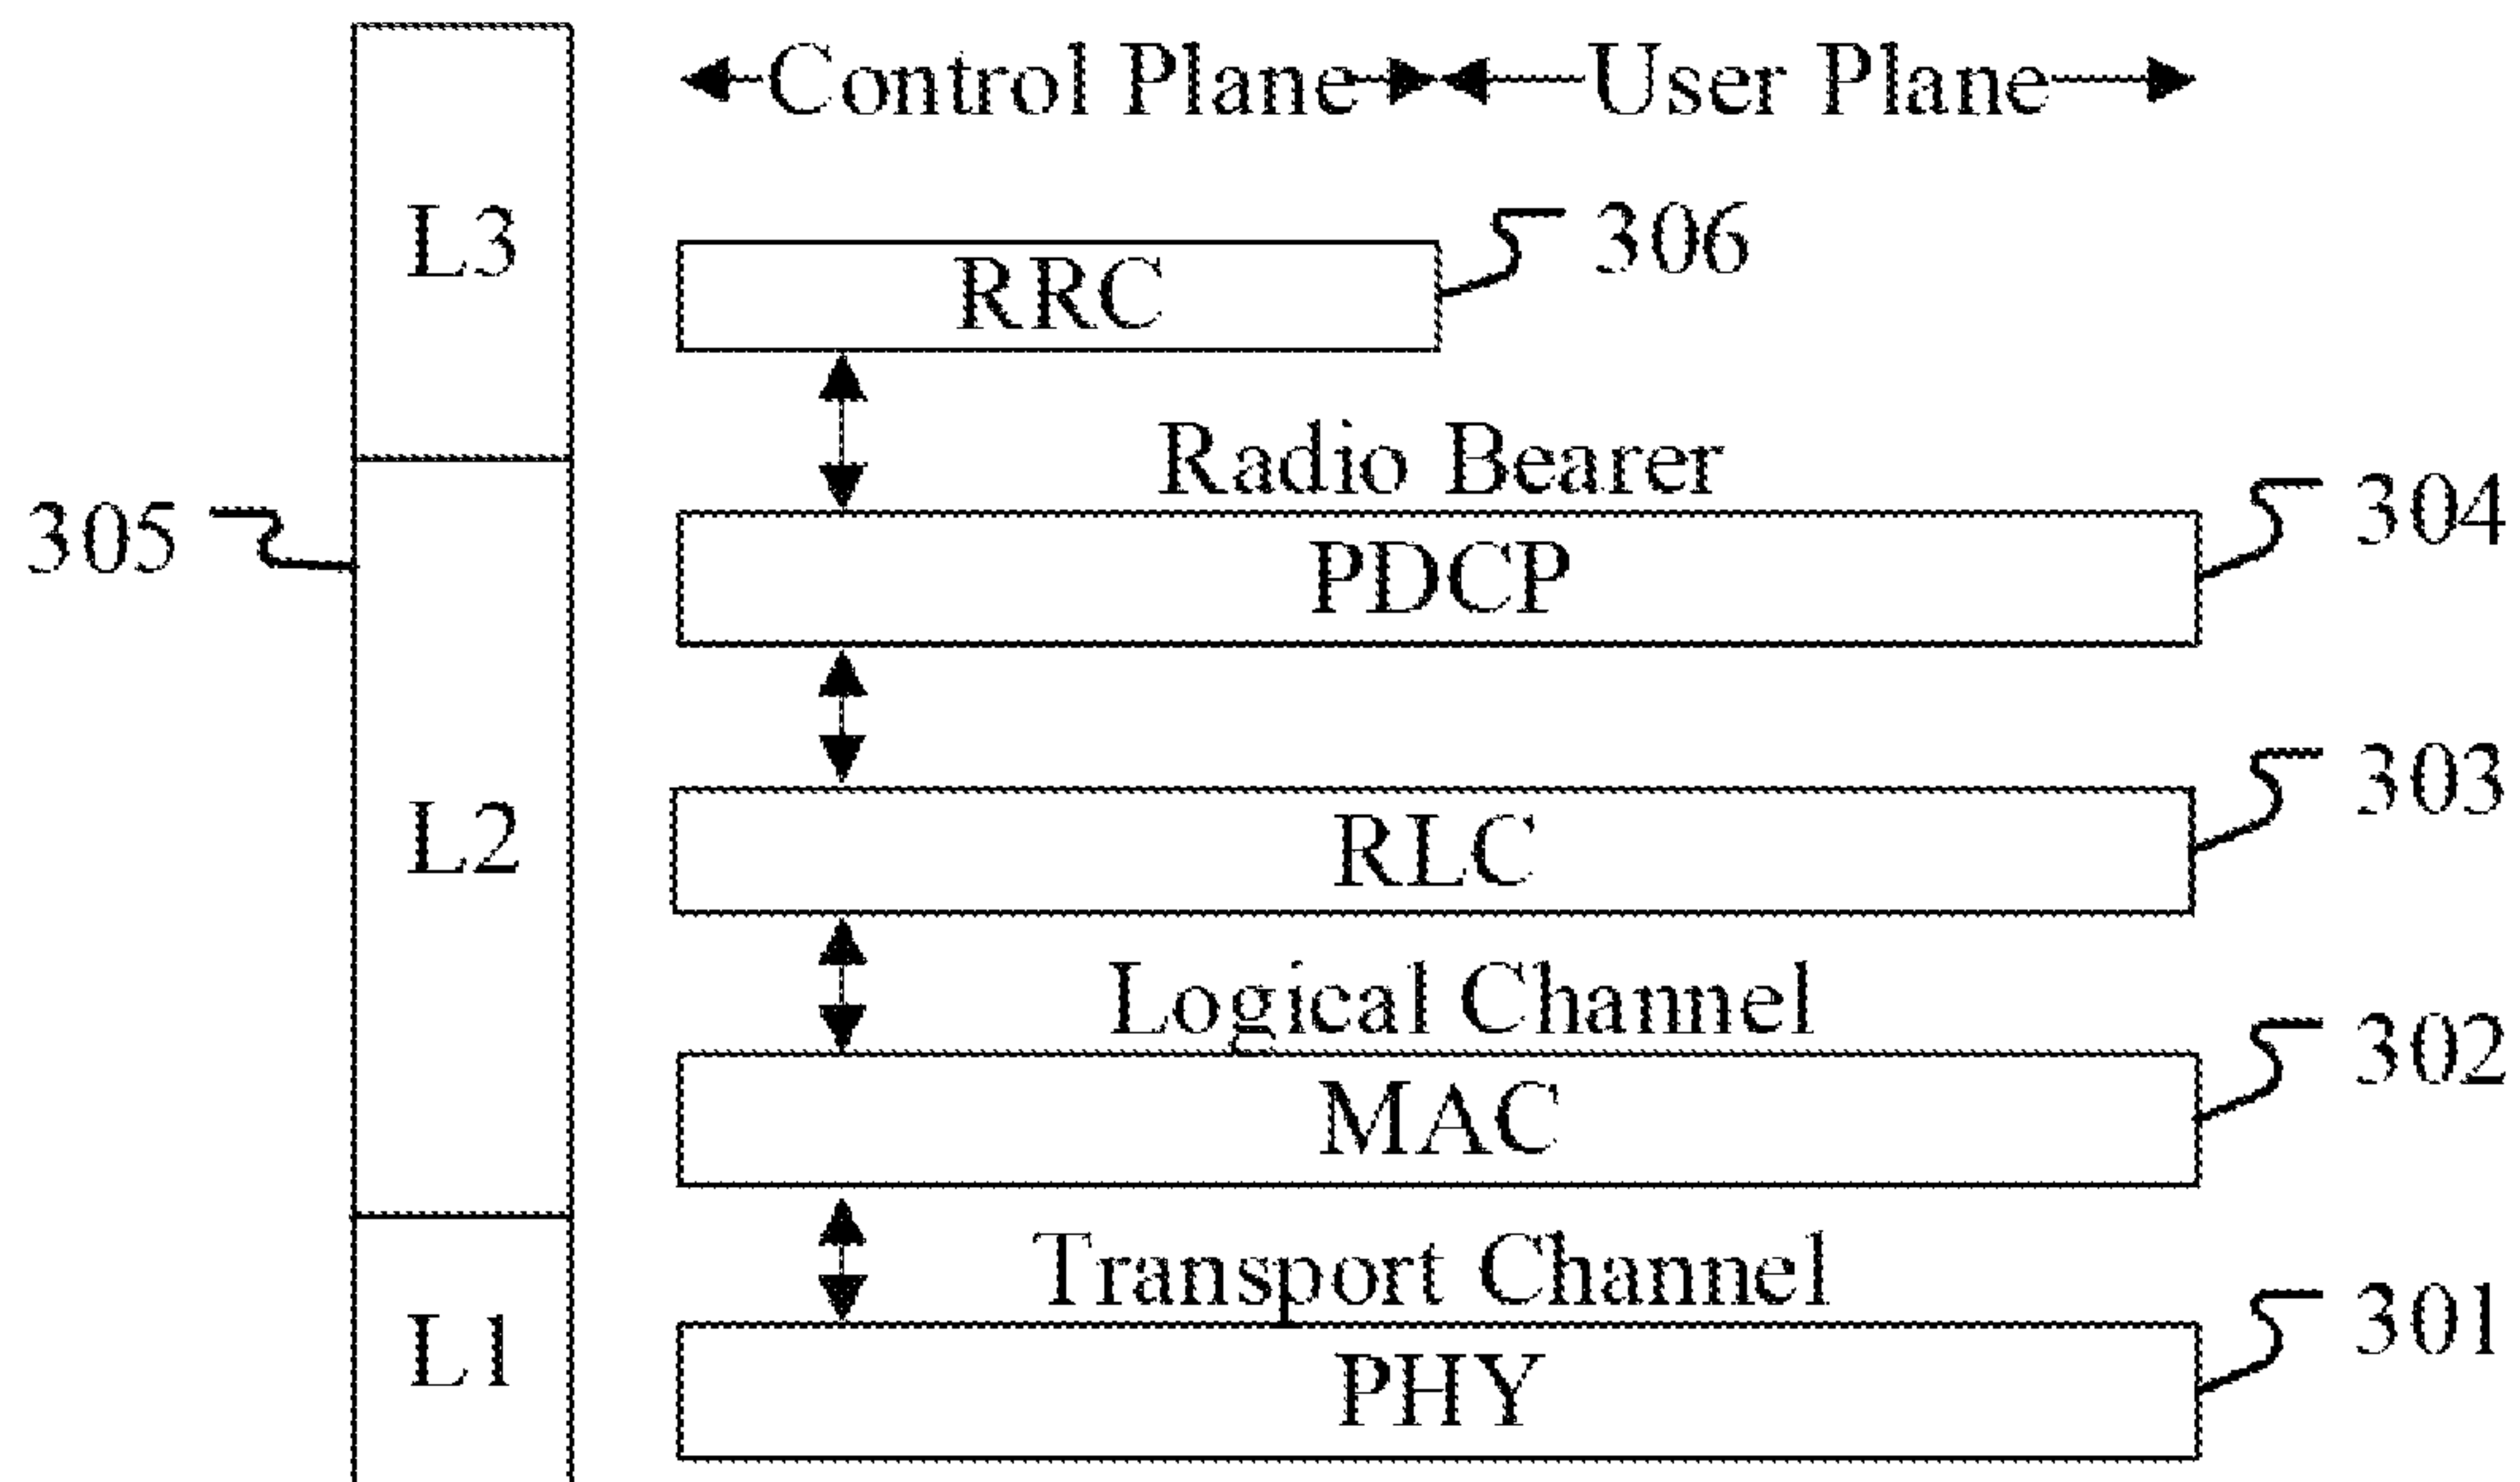 Control Plane User Plane
L3
306
RRC
Radio Bearer
305
304
PDCP
303
L2
RLC
Logical Channel
302
MAC
Transport Channel
301
L1
PHY